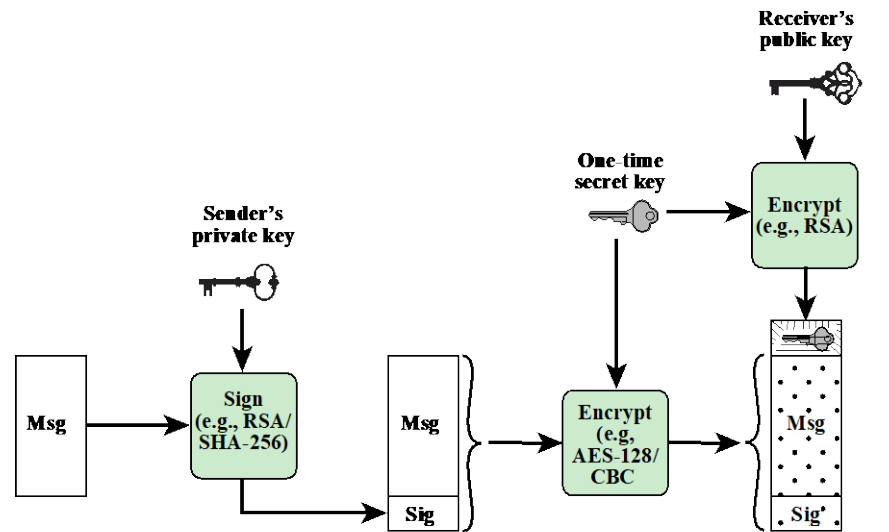 Receiver's
public key
One-time
secret key
Encrypt
(e.g., RSA)
Sender's
private key
Msg
Sign
(e.g., RSA/
SHA-256)
Msg
Sig
Encrypt
(e.g,
AES-128/
CBC
Msg
Sig